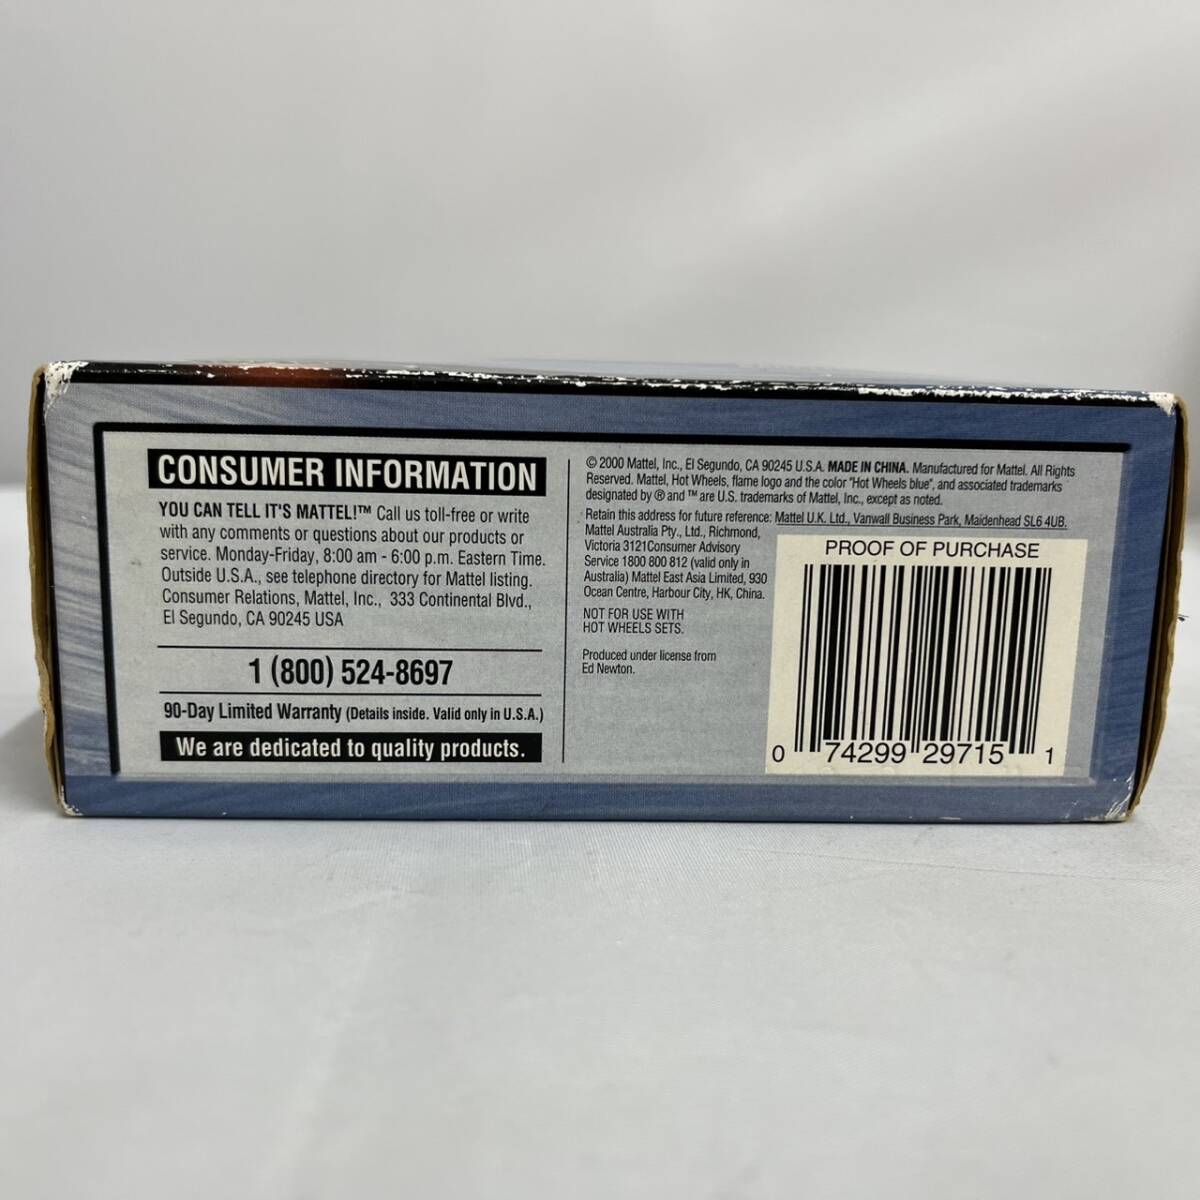 CONSUMER INFORMATION
YOU CAN TELL IT'S MATTEL!™ Call us toll-free or write
with any comments or questions about our products or
service. Monday-Friday, 8:00 am - 6:00 p.m. Eastern Time.
Outside U.S.A., see telephone directory for Mattel listing.
Consumer Relations, Mattel, Inc., 333 Continental Blvd.,
El Segundo, CA 90245 USA
1 (800) 524-8697
90-Day Limited Warranty (Details inside. Valid only in U.S.A.)
We are dedicated to quality products.
© 2000 Mattel, Inc., El Segundo, CA 90245 U.S.A. MADE IN CHINA. Manufactured for Mattel. All Rights
Reserved. Mattel, Hot Wheels, flame logo and the color "Hot Wheels blue", and associated trademarks
designated by ® and ™ are U.S. trademarks of Mattel, Inc., except as noted.
Retain this address for future reference: Mattel U.K. Ltd., Vanwall Business Park, Maidenhead SL6 4UB.
Mattel Australia Pty., Ltd., Richmond,
Victoria 3121Consumer Advisory
Service 1800 800 812 (valid only in
Australia) Mattel East Asia Limited, 930
Ocean Centre, Harbour City, HK, China.
NOT FOR USE WITH
HOT WHEELS SETS.
Produced under license from
Ed Newton.
PROOF OF PURCHASE
0 74299 29715 1